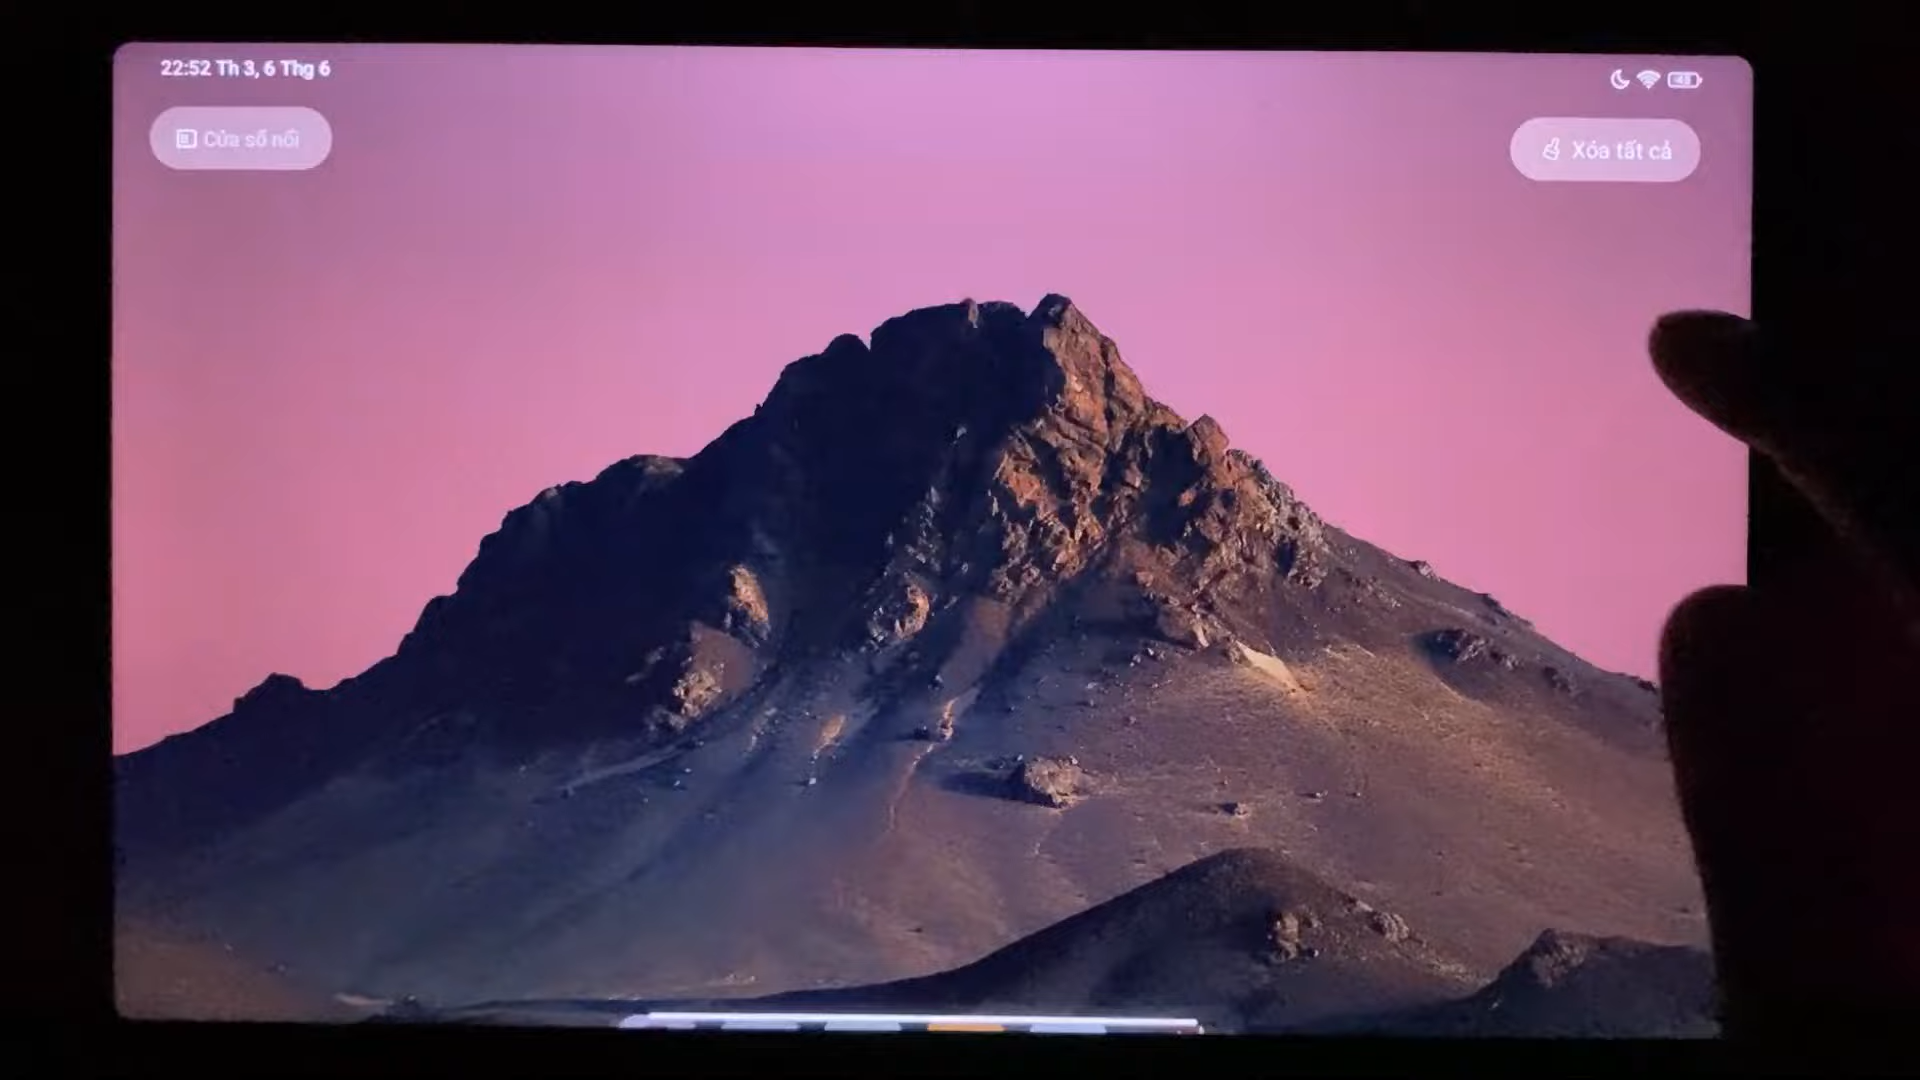 22:52 Th 3, 6 Thg 6
Cửa sổ nổi
Xóa tất cả